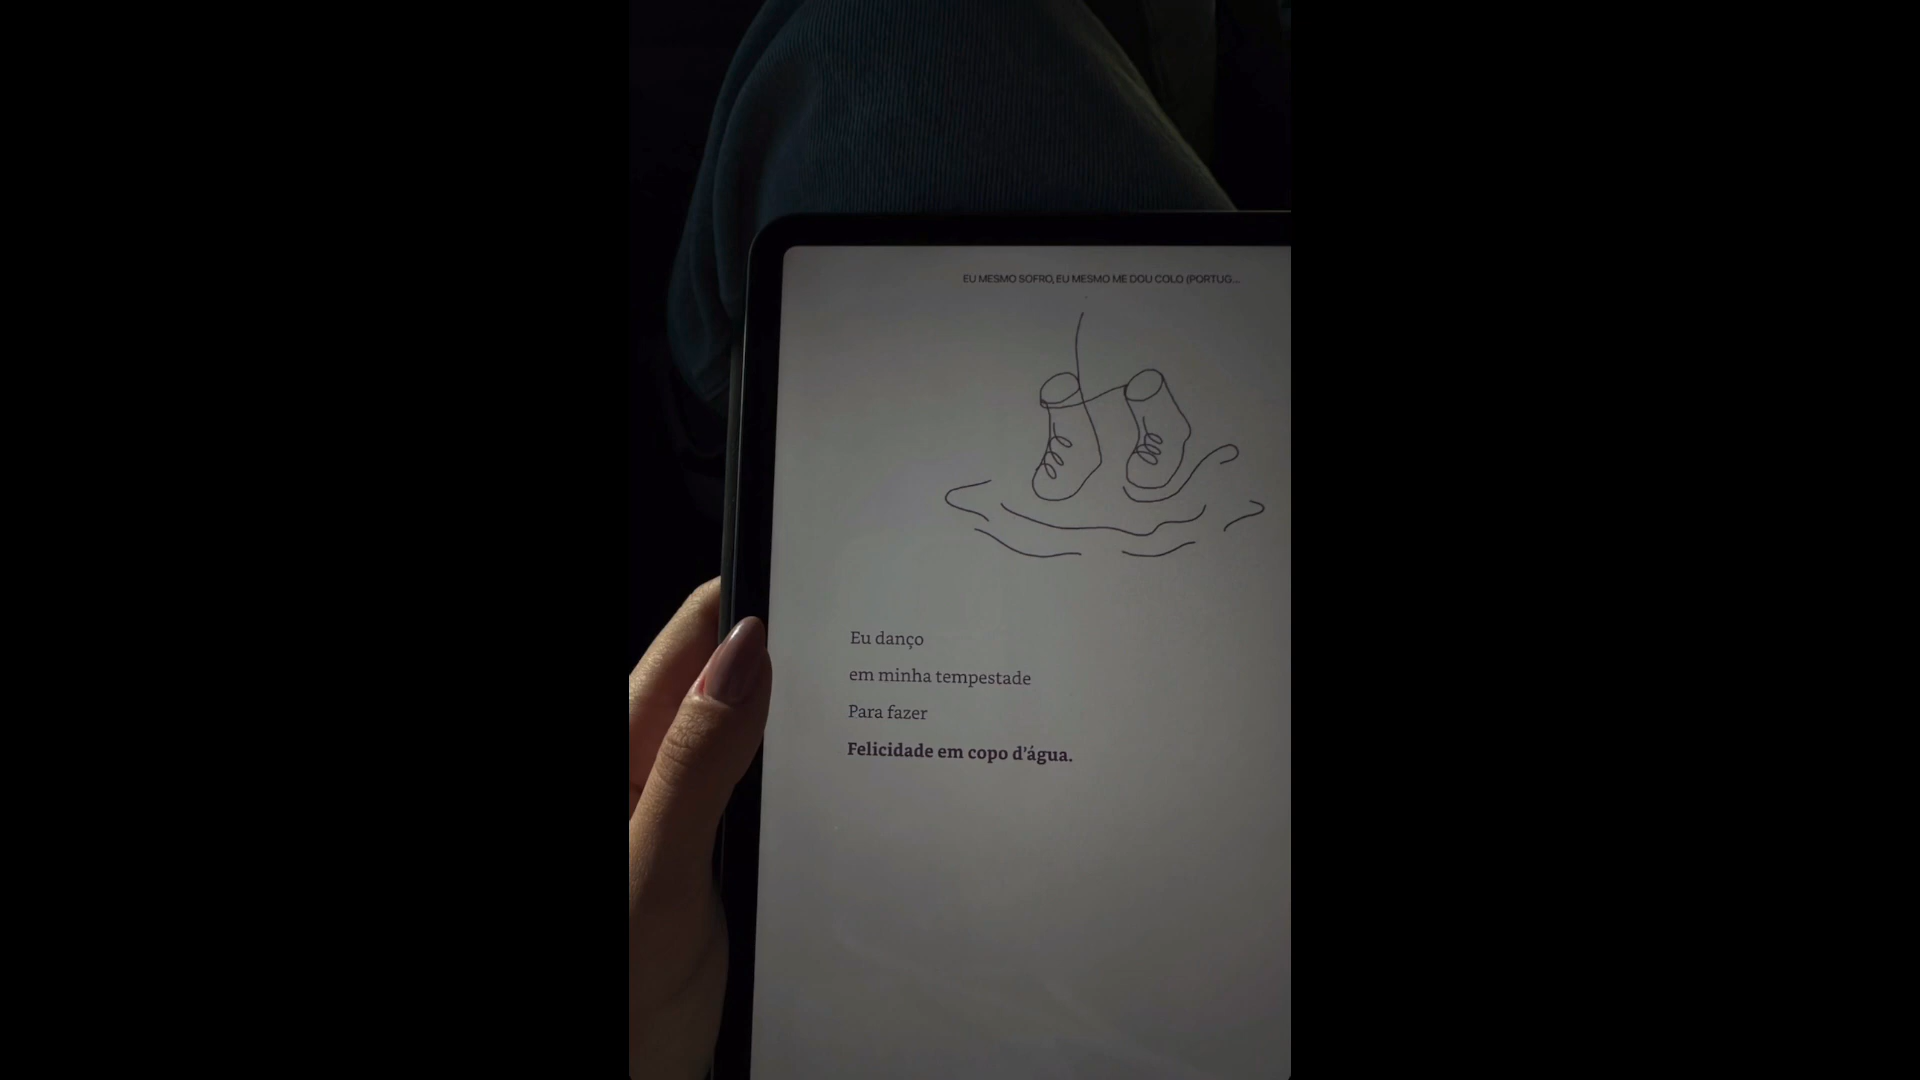 EU MESMO SOFRO, EU MESMO ME DOU COLO (PORTUG...
Eu danço
em minha tempestade
Para fazer
Felicidade em copo d'água.